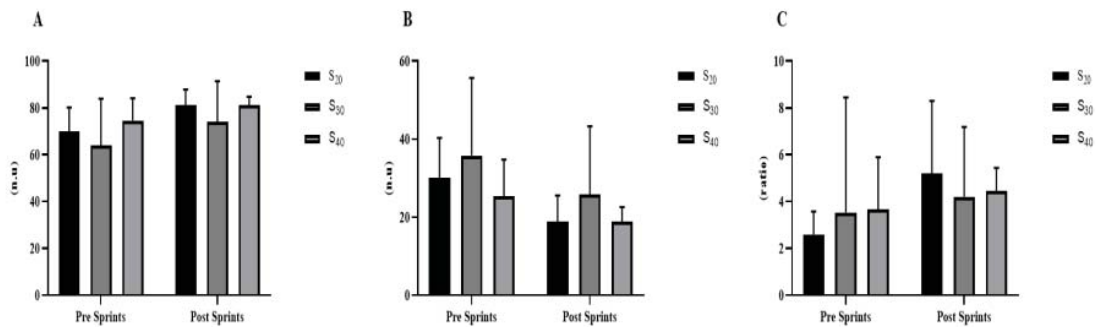 A
(n.u)
100
80
60
40
20
0
Pre Sprints
Post Sprints
S20
S30
S40
B
(n.u)
60
40
20
0
Pre Sprints
Post Sprints
S20
S30
S40
C
(ratio)
10
8
6
4
2
0
Pre Sprints
Post Sprints
S20
S30
S40